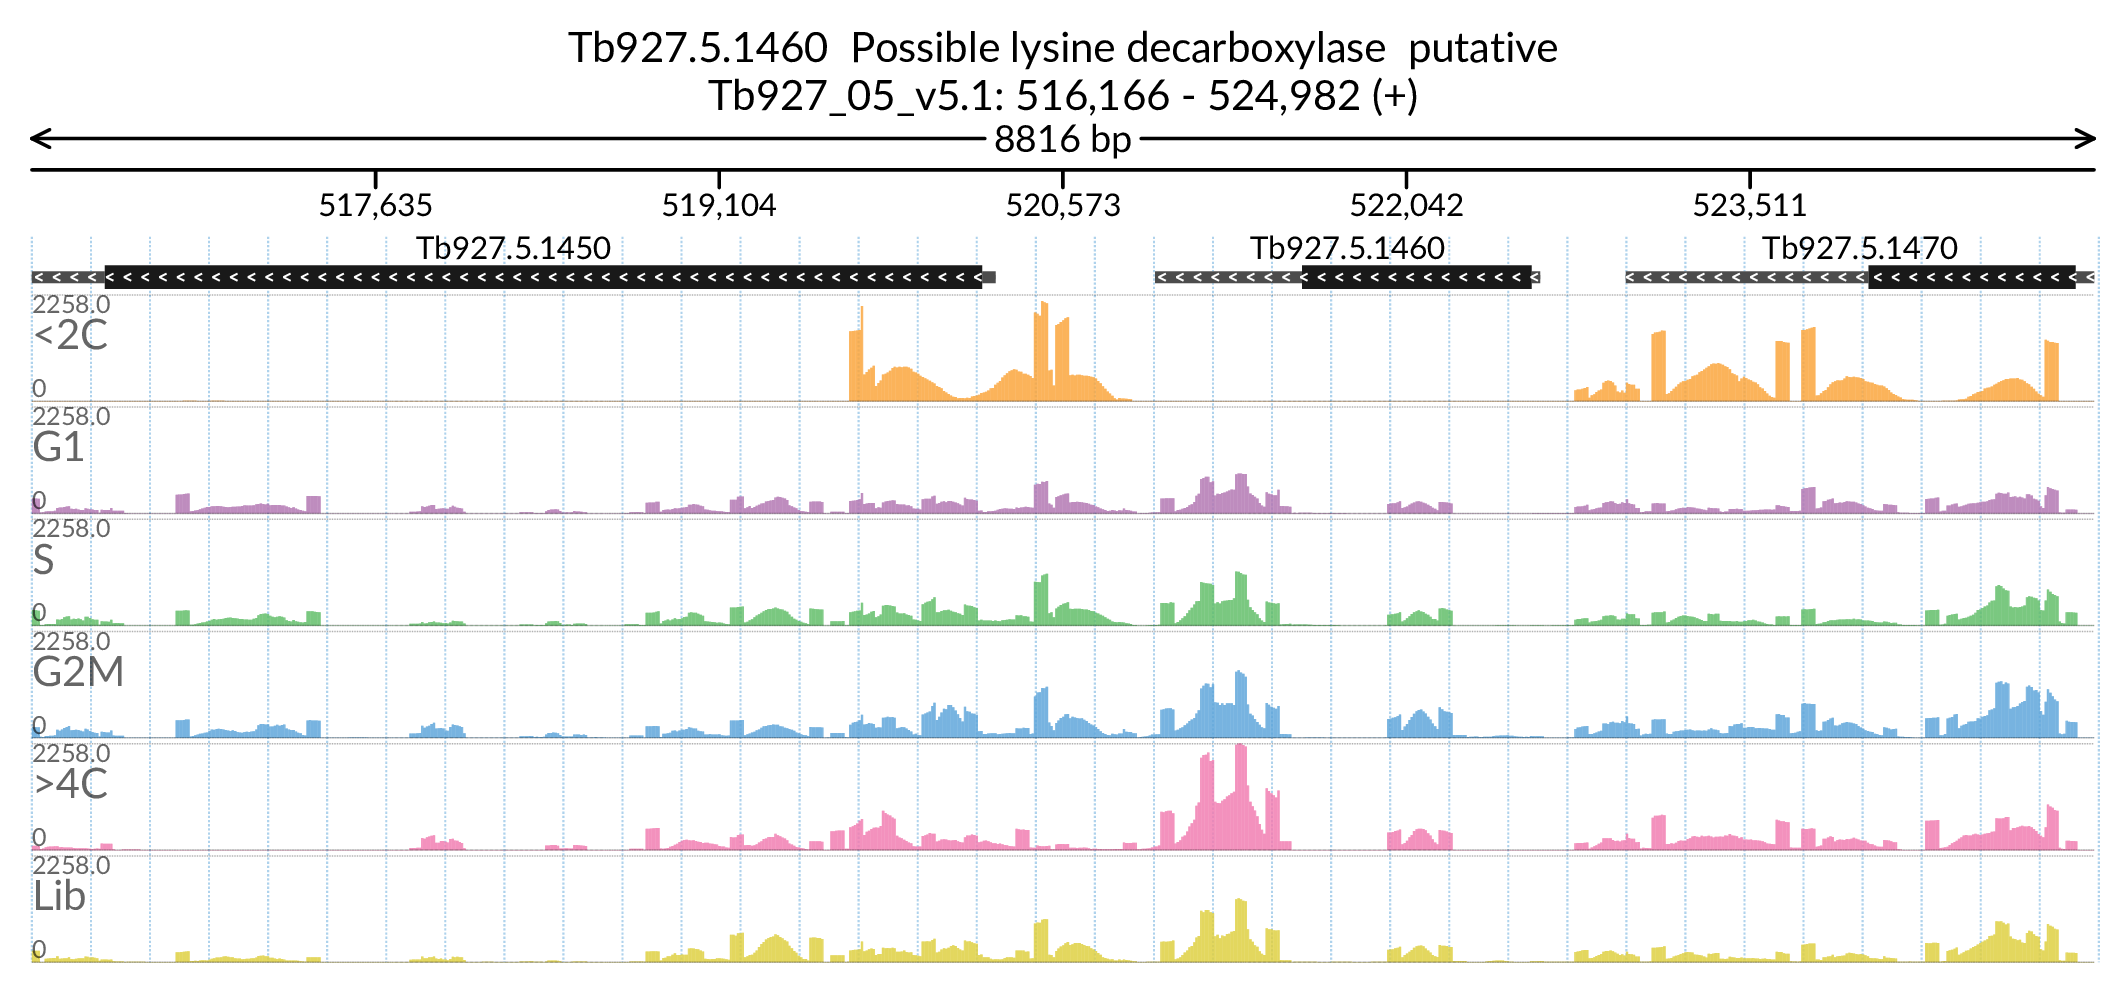 Tb927.5.1460  Possible lysine decarboxylase  putative
Tb927_05_v5.1: 516,166 - 524,982 (+)
8816 bp
517,635 519,104 520,573 522,042 523,511
Tb927.5.1450 Tb927.5.1460 Tb927.5.1470
2258.0
<2C
0
2258.0
G1
0
2258.0
S
0
2258.0
G2M
0
2258.0
>4C
0
2258.0
Lib
0